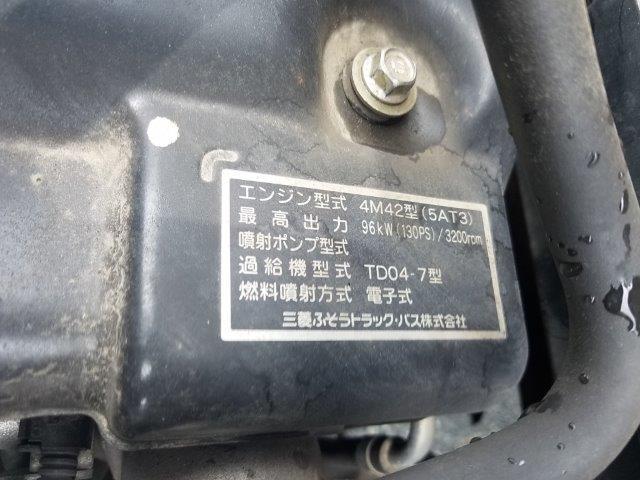 エンジン型式 4M42型(5AT3)
最高出力 96kW(130PS)/3200rpm
噴射ポンプ型式
過給機型式 TD04-7型
燃料噴射方式 電子式
三菱ふそうトラック・バス株式会社